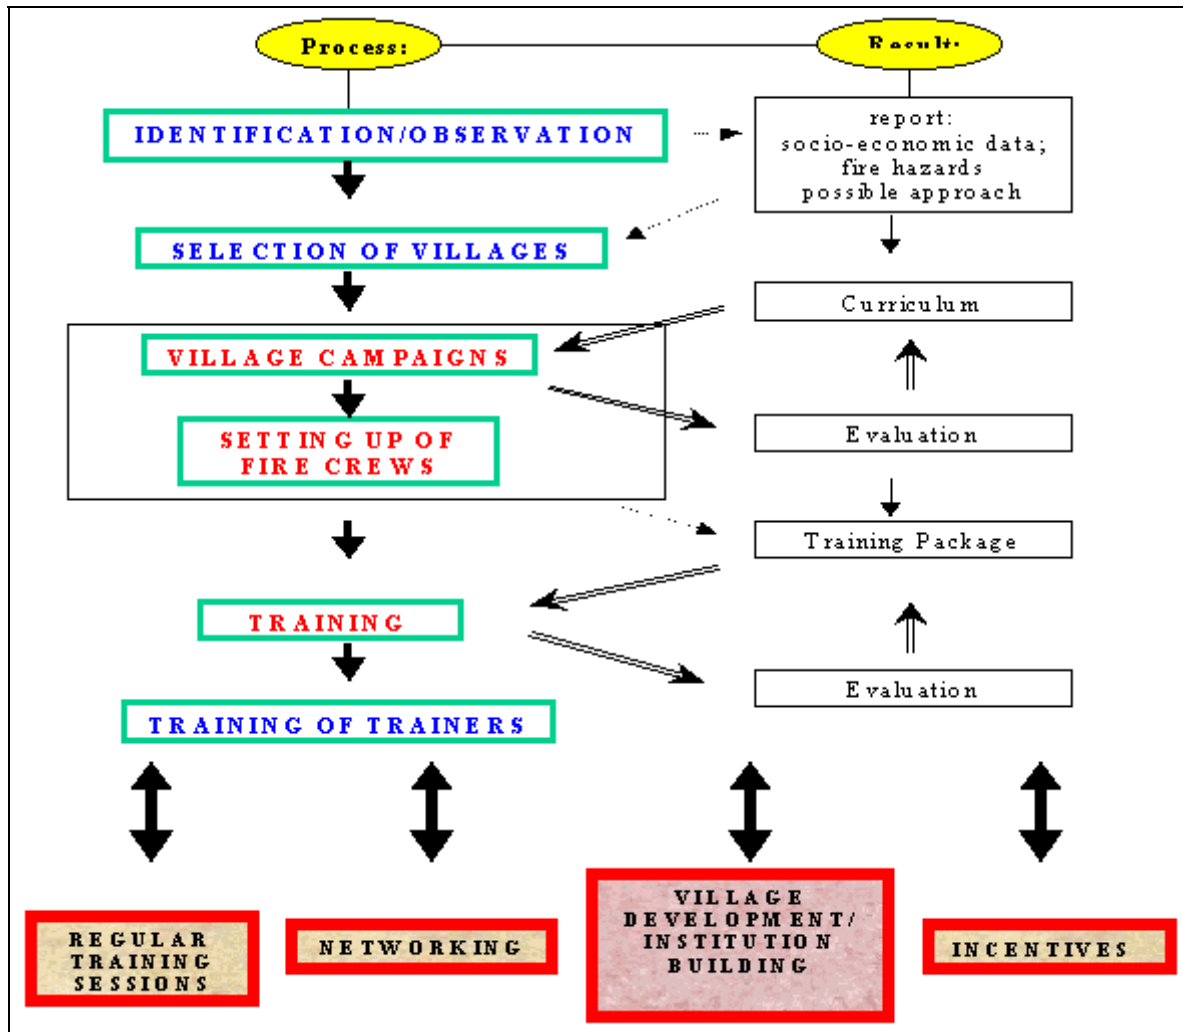 Process:
Result:
IDENTIFICATION/OBSERVATION
report:
socio-economic data;
fire hazards
possible approach
SELECTION OF VILLAGES
Curriculum
VILLAGE CAMPAIGNS
SETTING UP OF
FIRE CREWS
Evaluation
Training Package
TRAINING
Evaluation
TRAINING OF TRAINERS
REGULAR
TRAINING
SESSIONS
NETWORKING
VILLAGE
DEVELOPMENT/
INSTITUTION
BUILDING
INCENTIVES